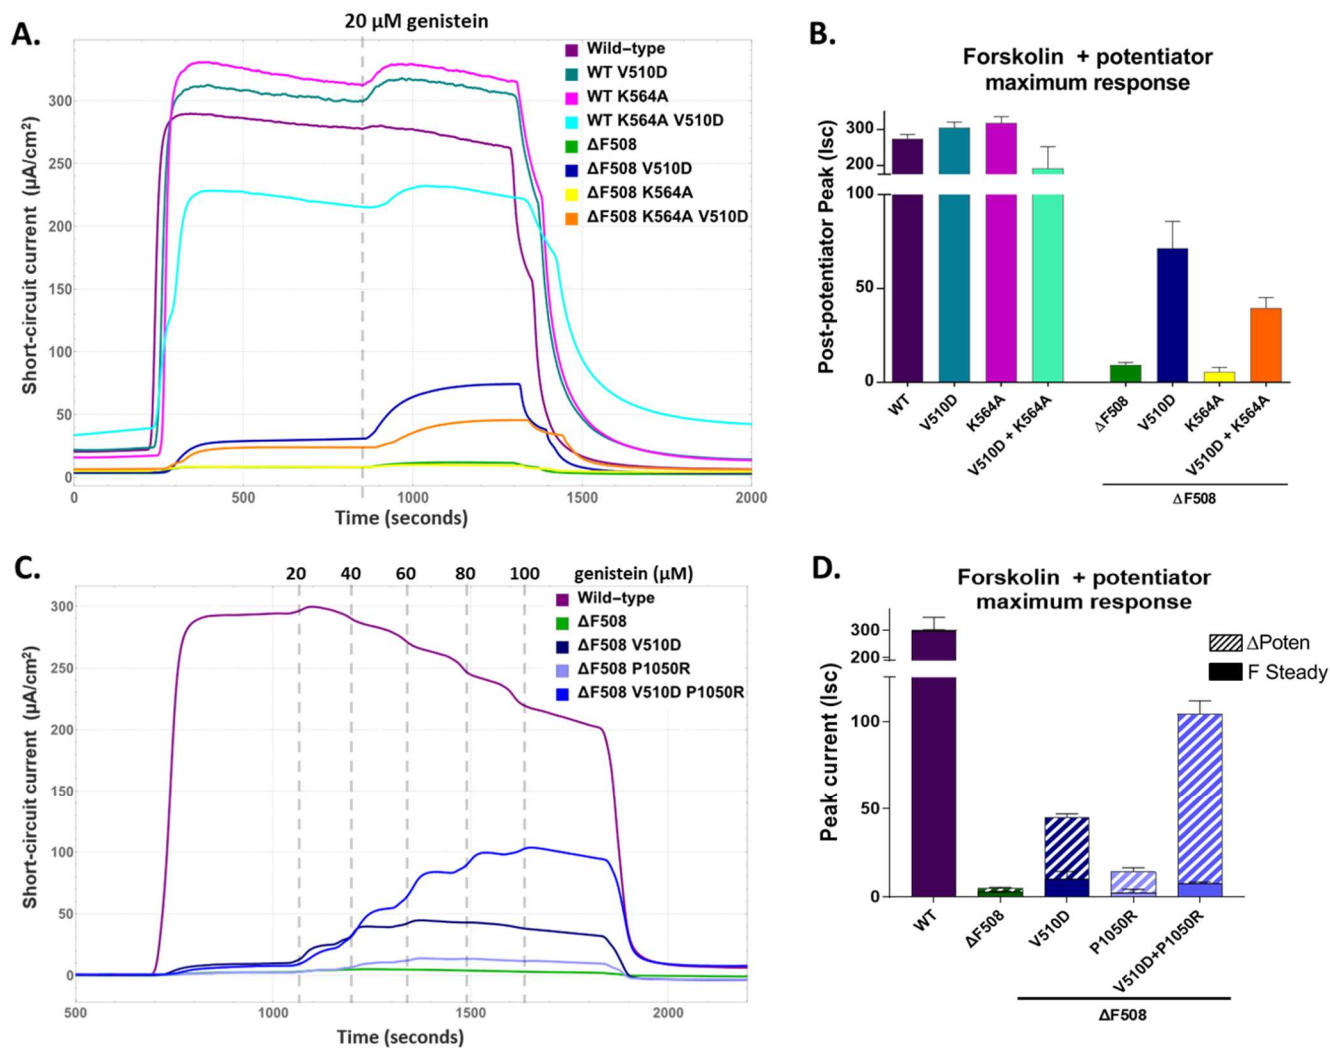 A.
20 μM genistein
Short-circuit current (μA/cm²)
300
250
200
150
100
50
0
0
500
1000
1500
2000
Time (seconds)
Wild-type
WT V510D
WT K564A
WT K564A V510D
ΔF508
ΔF508 V510D
ΔF508 K564A
ΔF508 K564A V510D
B.
Forskolin + potentiator
maximum response
Post-potentiator Peak (Isc)
300
200
100
50
0
WT
V510D
K564A
V510D + K564A
ΔF508
V510D
K564A
V510D + K564A
ΔF508
C.
20 40 60 80 100 genistein (μM)
Short-circuit current (μA/cm²)
300
250
200
150
100
50
0
500
1000
1500
2000
Time (seconds)
Wild-type
ΔF508
ΔF508 V510D
ΔF508 P1050R
ΔF508 V510D P1050R
D.
Forskolin + potentiator
maximum response
Peak current (Isc)
300
200
100
50
0
ΔPoten
F Steady
WT
ΔF508
V510D
P1050R
V510D+P1050R
ΔF508